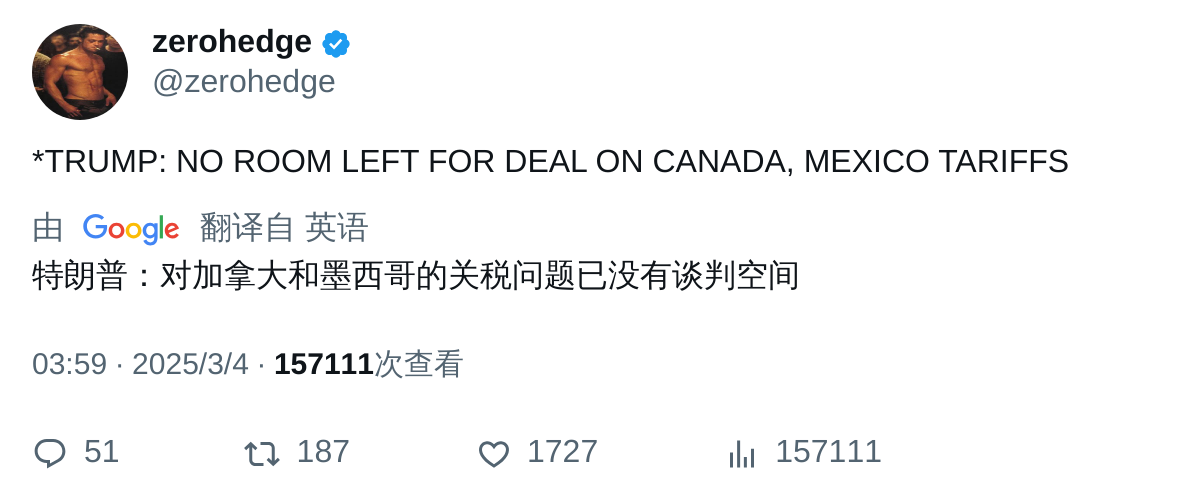 zerohedge
@zerohedge
*TRUMP: NO ROOM LEFT FOR DEAL ON CANADA, MEXICO TARIFFS
由 Google 翻译自 英语
特朗普：对加拿大和墨西哥的关税问题已没有谈判空间
03:59 · 2025/3/4 · 157111次查看
51 187 1727 157111